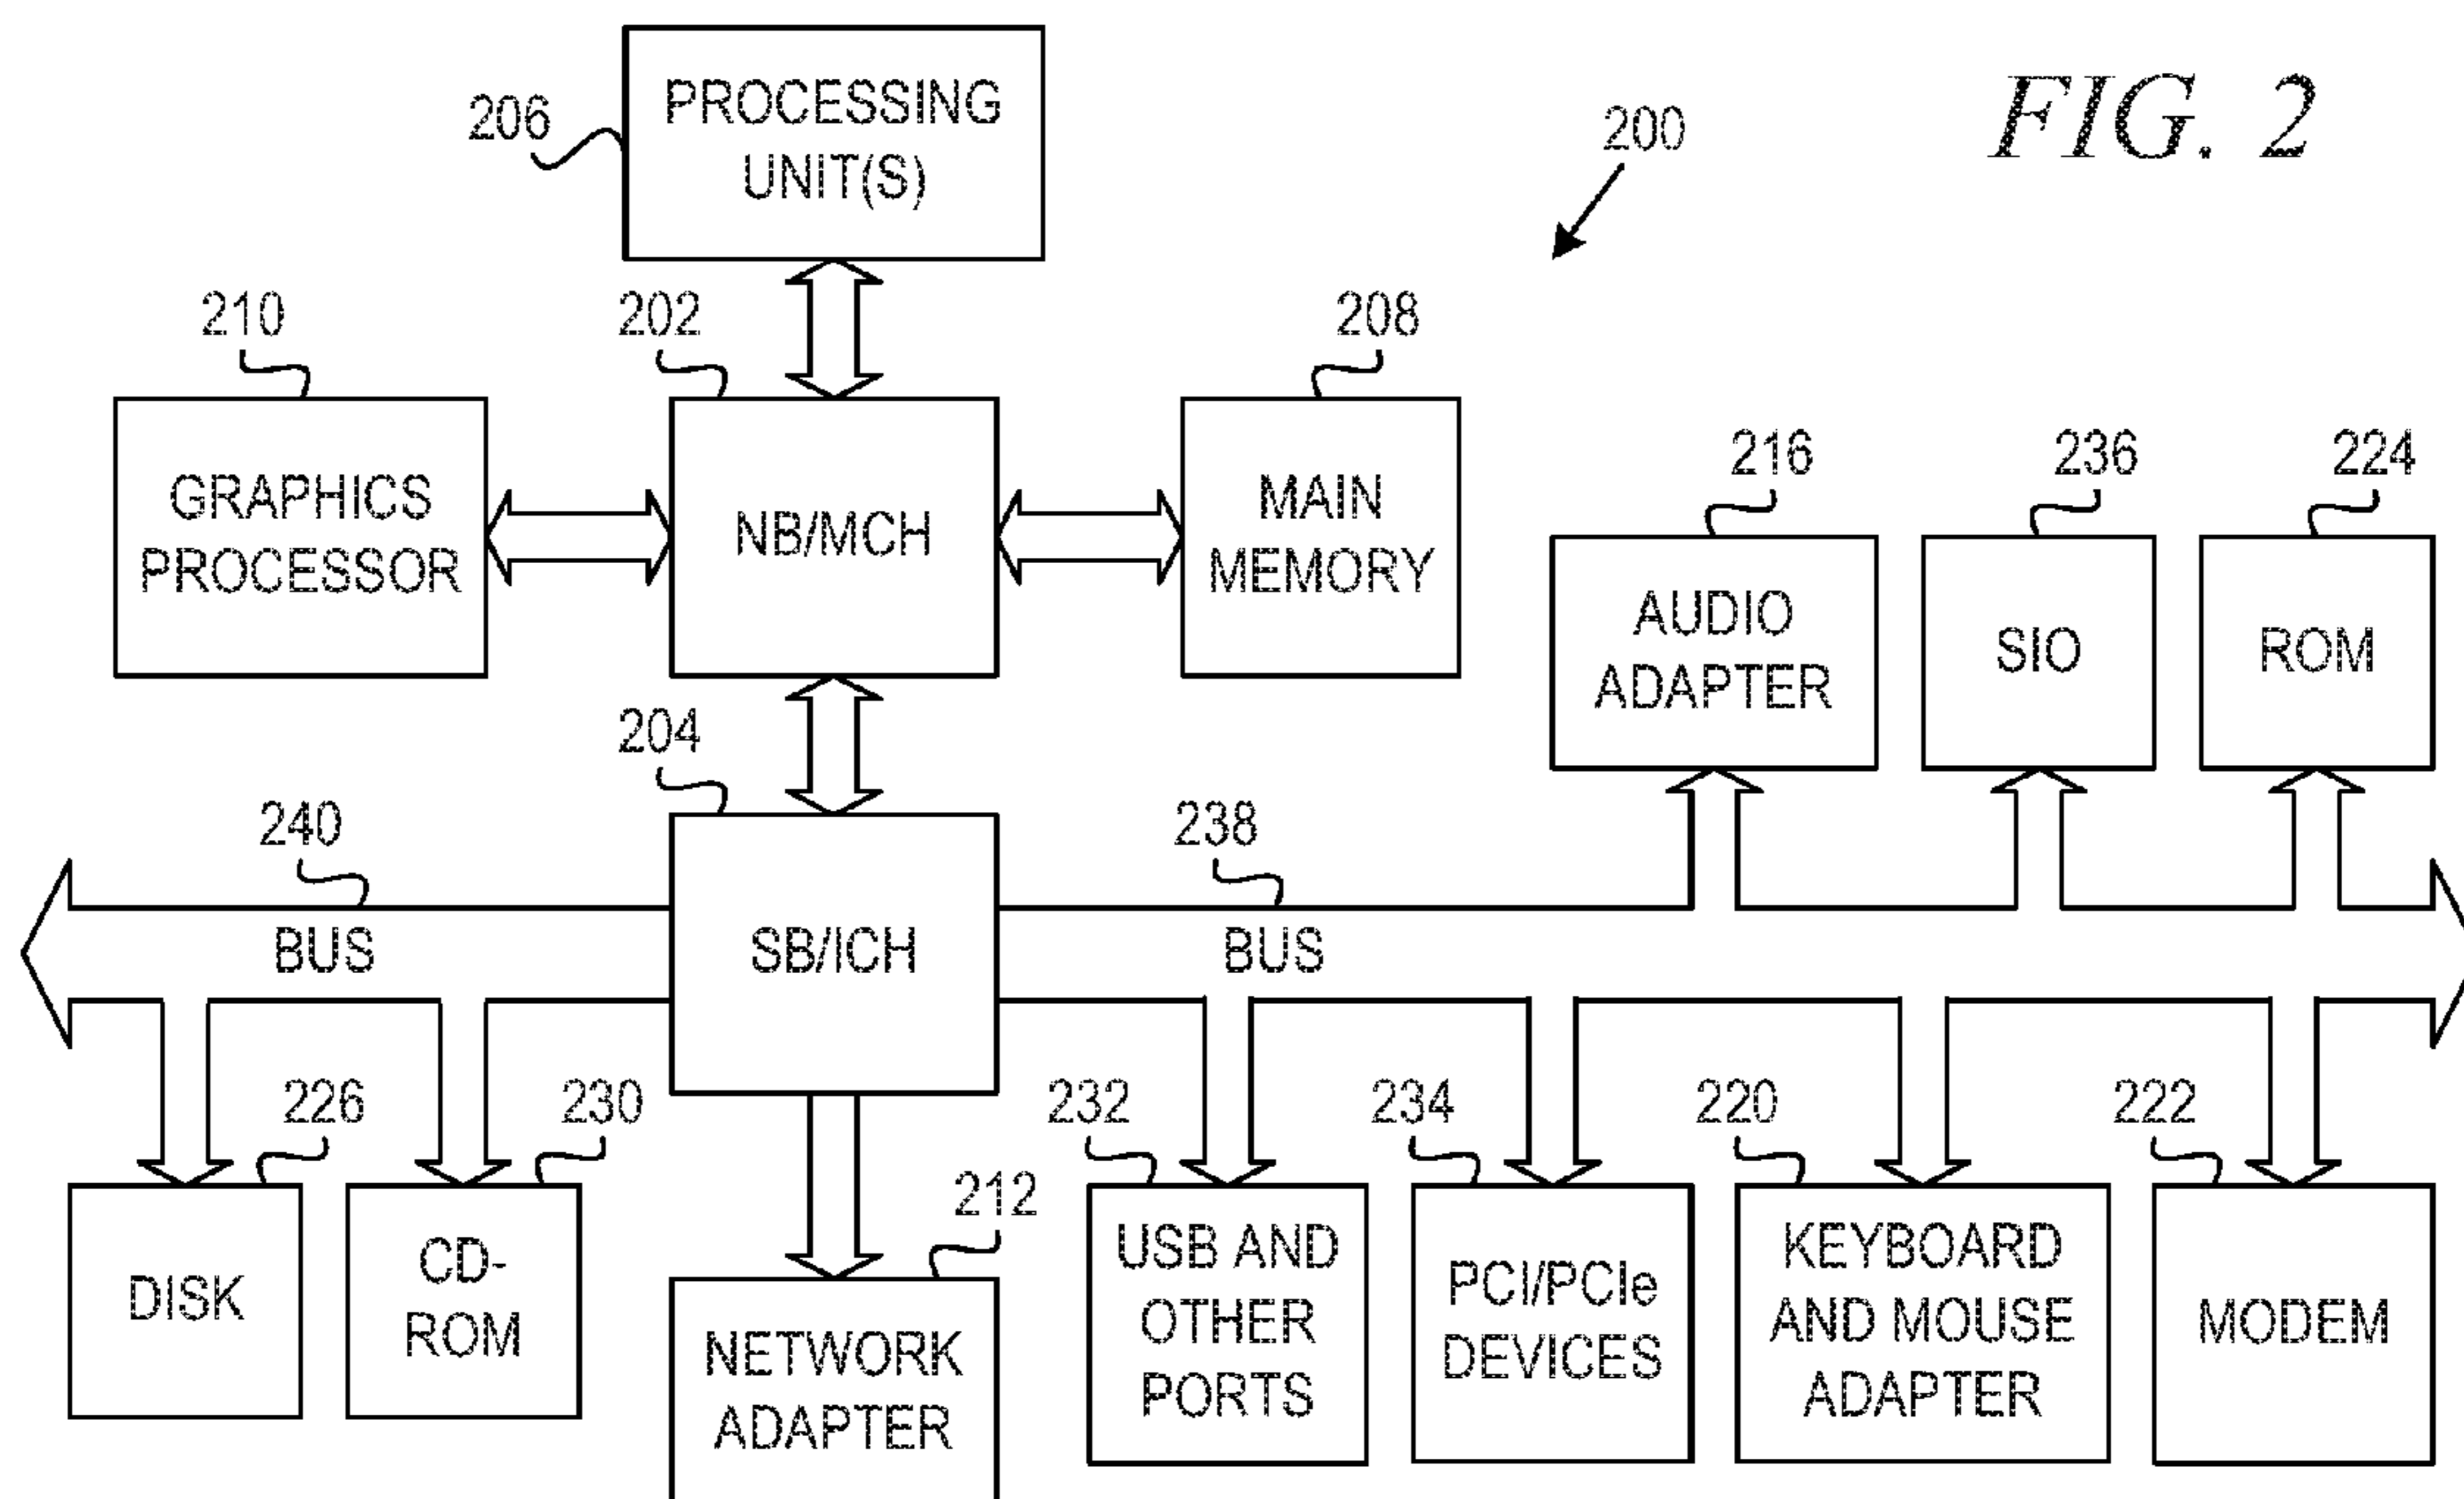 FIG. 2
200
206
PROCESSING
UNIT(S)
210
202
208
GRAPHICS
PROCESSOR
NB/MCH
MAIN
MEMORY
216
236
224
AUDIO
ADAPTER
SIO
ROM
204
240
238
BUS
SB/ICH
BUS
226
230
212
232
234
220
222
DISK
CD-
ROM
NETWORK
ADAPTER
USB AND
OTHER
PORTS
PCI/PCIe
DEVICES
KEYBOARD
AND MOUSE
ADAPTER
MODEM